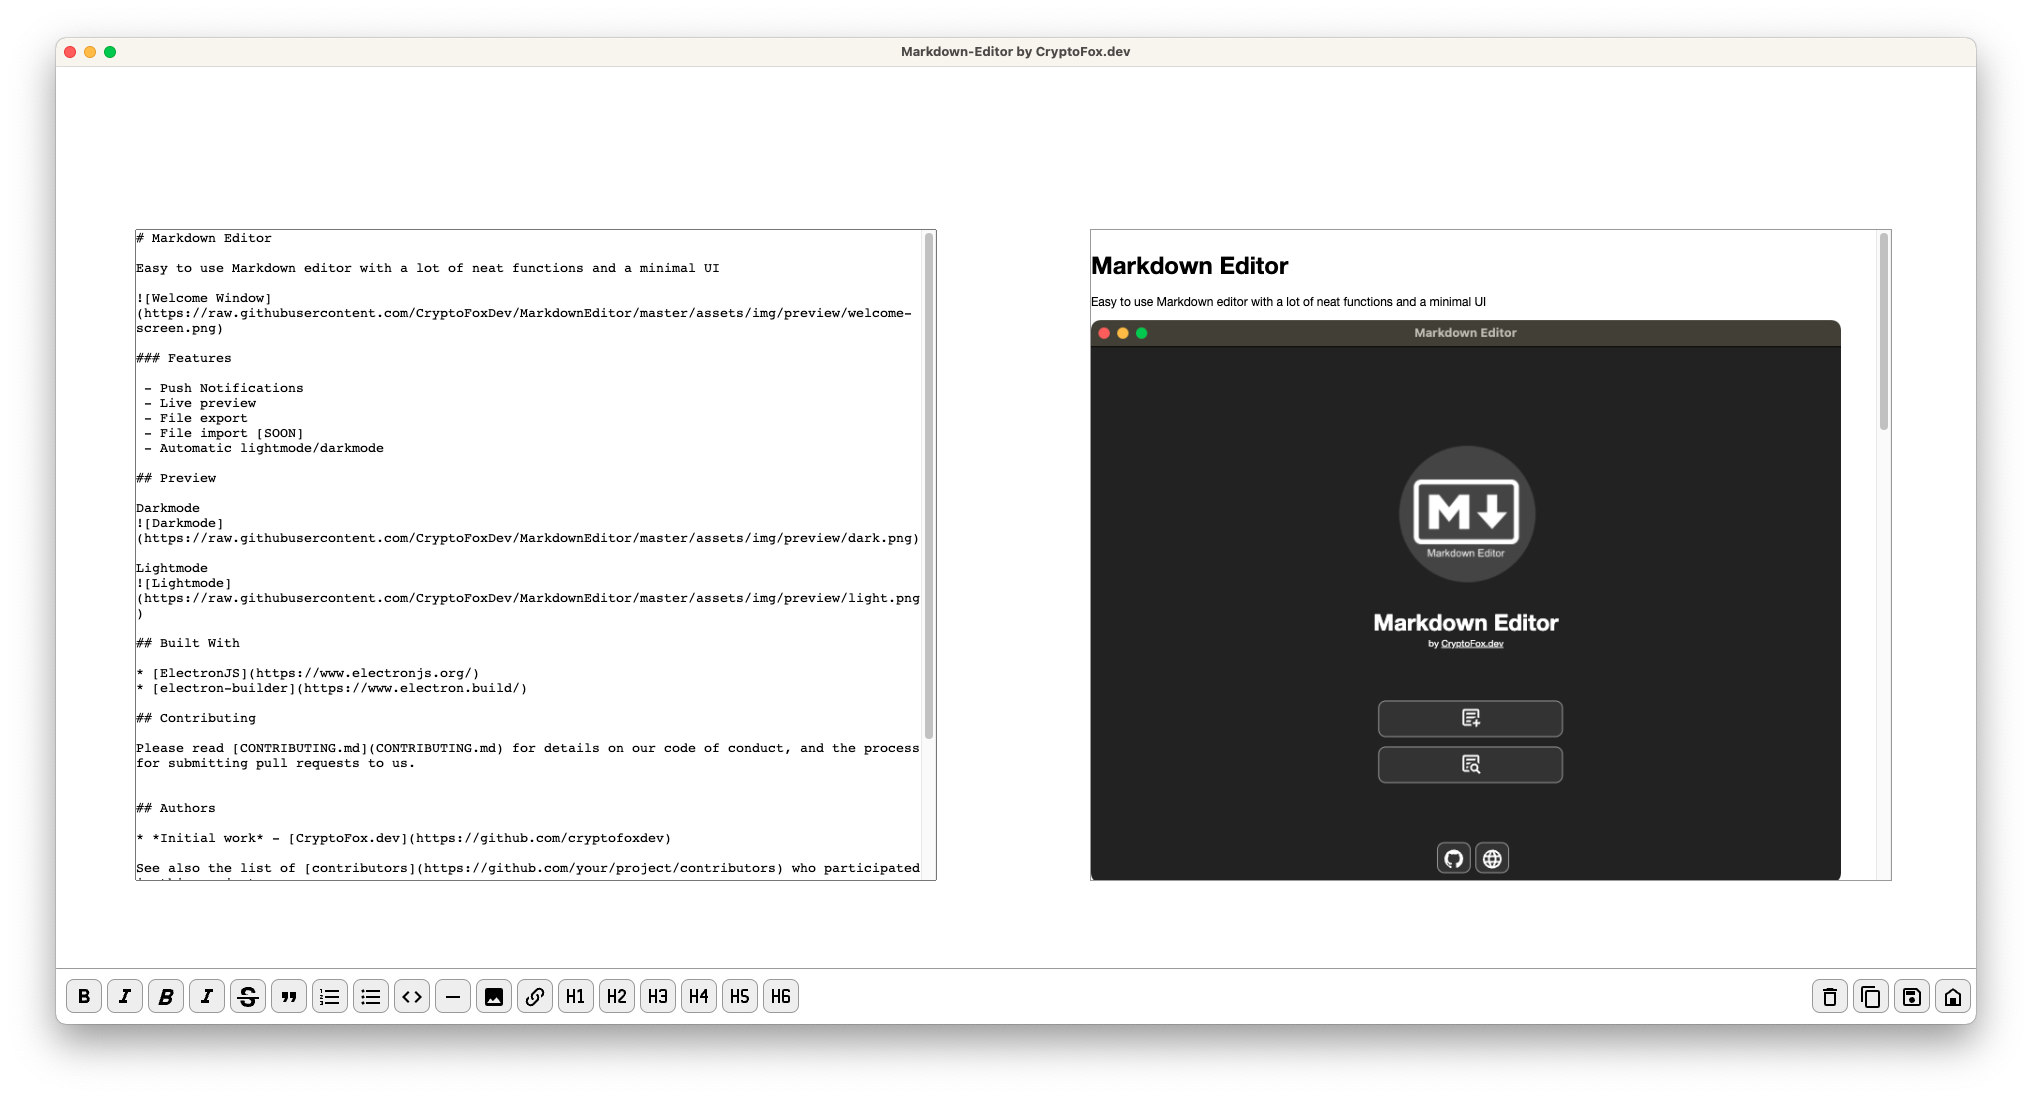 Markdown-Editor by CryptoFox.dev
# Markdown Editor
Easy to use Markdown editor with a lot of neat functions and a minimal UI
![Welcome Window]
(https://raw.githubusercontent.com/CryptoFoxDev/MarkdownEditor/master/assets/img/preview/welcome-
screen.png)
### Features
- Push Notifications
- Live preview
- File export
- File import [SOON]
- Automatic lightmode/darkmode
## Preview
Darkmode
![Darkmode]
(https://raw.githubusercontent.com/CryptoFoxDev/MarkdownEditor/master/assets/img/preview/dark.png)
Lightmode
![Lightmode]
(https://raw.githubusercontent.com/CryptoFoxDev/MarkdownEditor/master/assets/img/preview/light.png
)
## Built With
* [ElectronJS](https://www.electronjs.org/)
* [electron-builder](https://www.electron.build/)
## Contributing
Please read [CONTRIBUTING.md](CONTRIBUTING.md) for details on our code of conduct, and the process
for submitting pull requests to us.
## Authors
* *Initial work* - [CryptoFox.dev](https://github.com/cryptofoxdev)
See also the list of [contributors](https://github.com/your/project/contributors) who participated
Markdown Editor
Easy to use Markdown editor with a lot of neat functions and a minimal UI
Markdown Editor
M
Markdown Editor
Markdown Editor
by CryptoFox.dev
B I B I S H1 H2 H3 H4 H5 H6